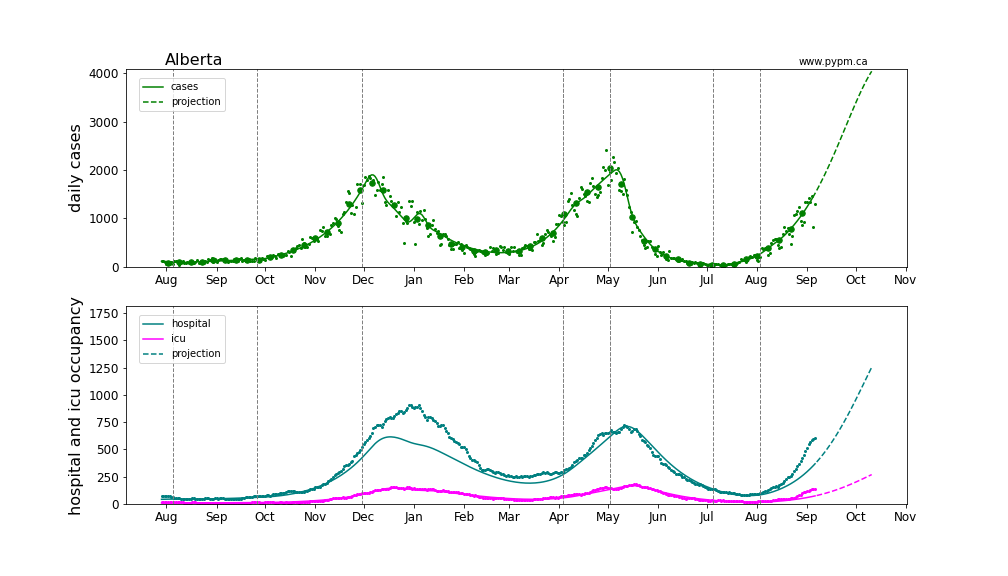 Alberta
www.pypm.ca
daily cases
4000
3000
2000
1000
0
cases
projection
Aug Sep Oct Nov Dec Jan Feb Mar Apr May Jun Jul Aug Sep Oct Nov
hospital and icu occupancy
1750
1500
1250
1000
750
500
250
0
hospital
icu
projection
Aug Sep Oct Nov Dec Jan Feb Mar Apr May Jun Jul Aug Sep Oct Nov